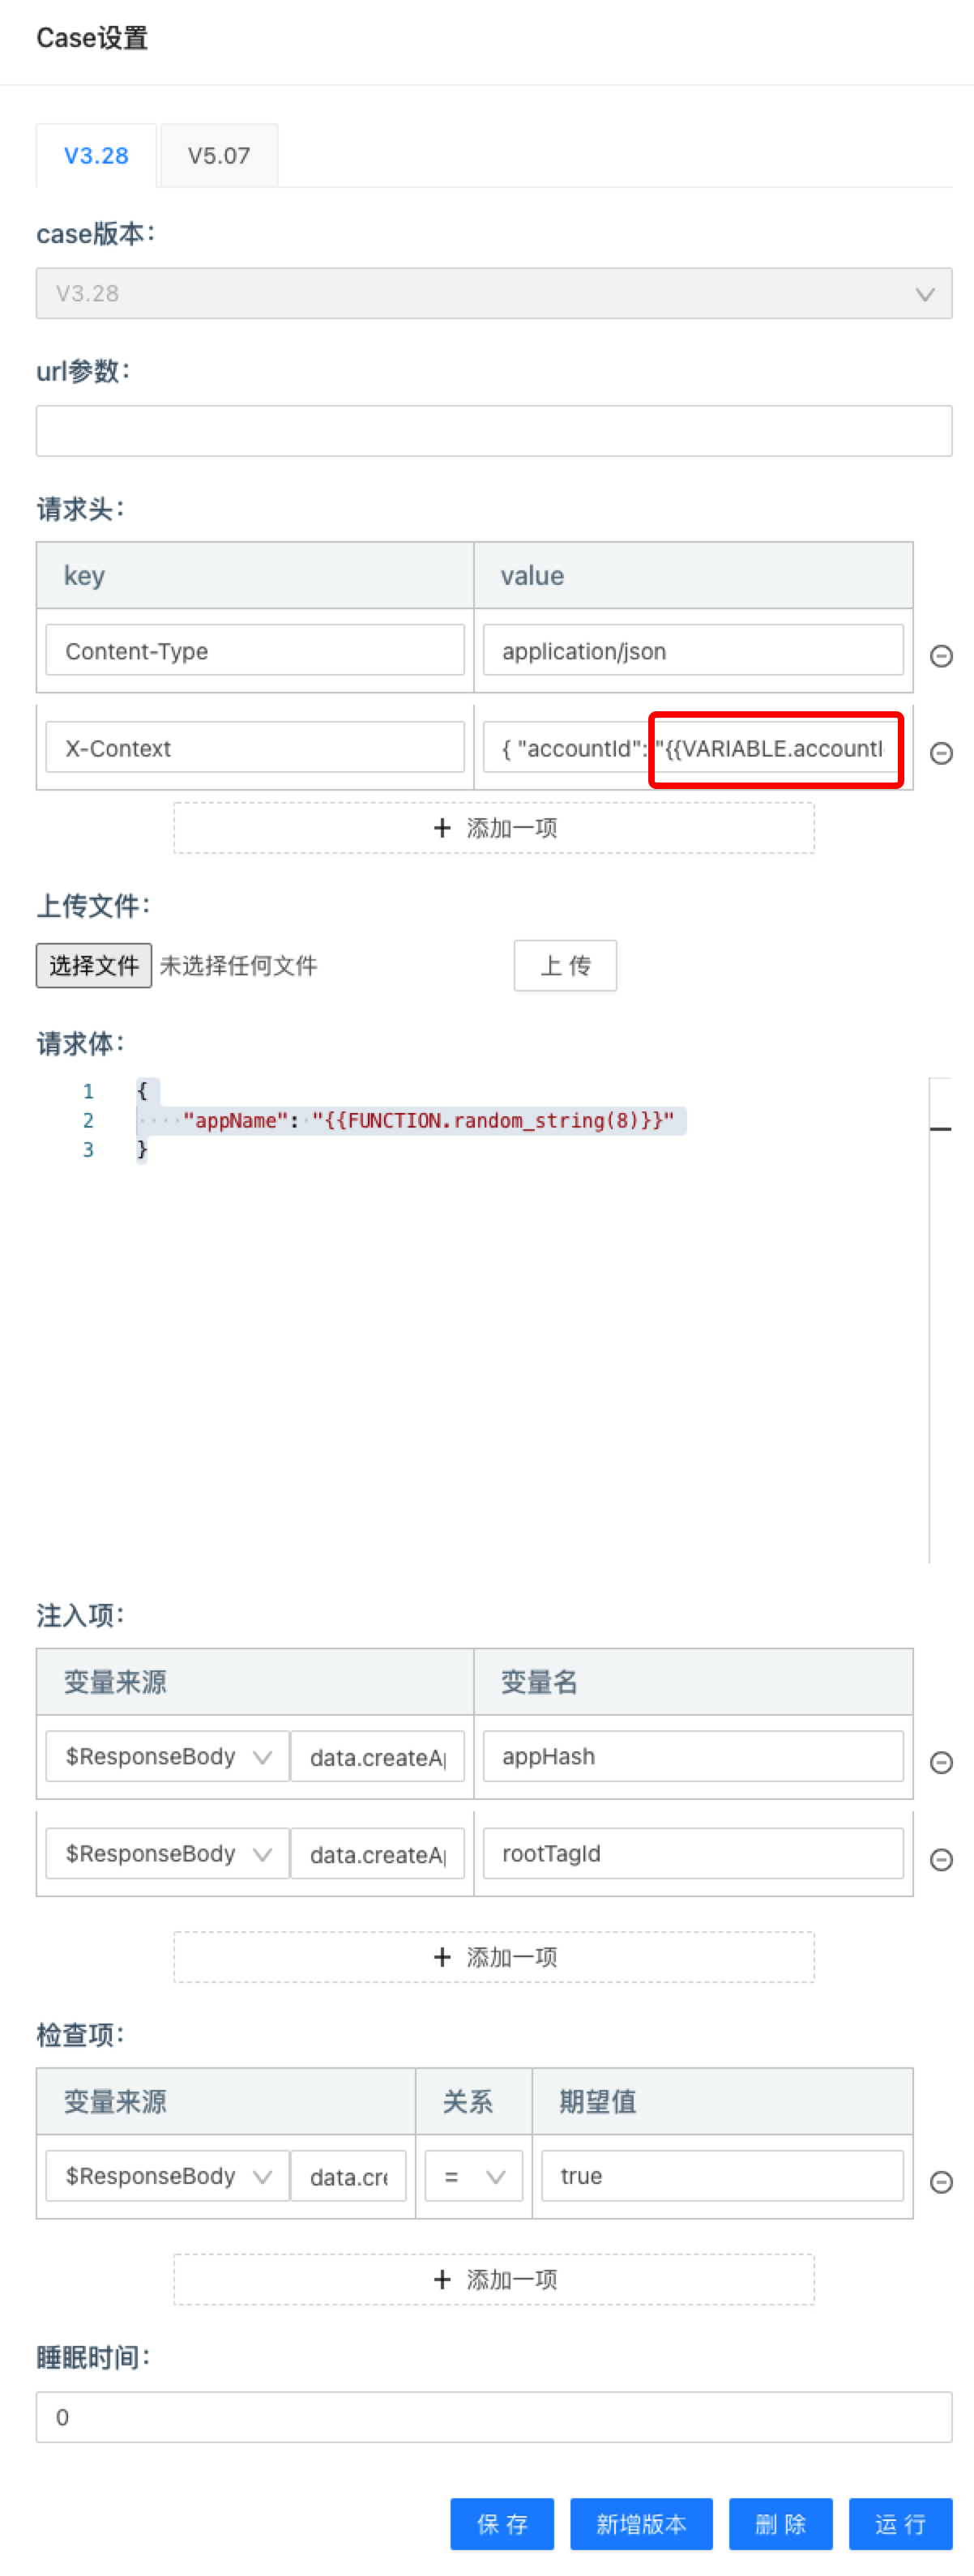 Case设置
V3.28 V5.07
case版本：
V3.28
url参数：
请求头：
key value
Content-Type application/json
X-Context { "accountId": "{{VARIABLE.accountI
+ 添加一项
上传文件：
选择文件 未选择任何文件 上 传
请求体：
1 {
2 ····"appName":·"{{FUNCTION.random_string(8)}}"
3 }
注入项：
变量来源 变量名
$ResponseBody data.createAp appHash
$ResponseBody data.createAp rootTagId
+ 添加一项
检查项：
变量来源 关系 期望值
$ResponseBody data.cre = true
+ 添加一项
睡眠时间：
0
保 存 新增版本 删 除 运 行